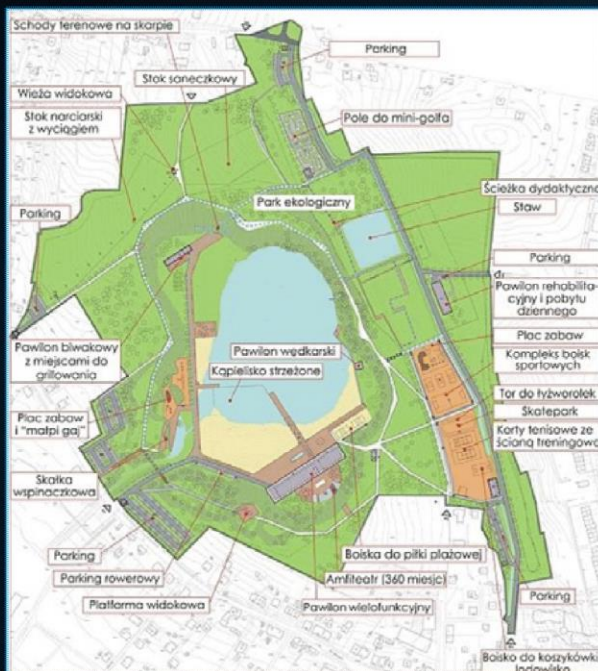 Schody terenowe na skarpie
Parking
Stok saneczkowy
Wieża widokowa
Pole do mini-golfa
Stok narciarski
z wyciągiem
Ścieżka dydaktyczna
Park ekologiczny
Staw
Parking
Parking
Pawilon rehabilita-
cyjny i pobytu
dziennego
Plac zabaw
Pawilon biwakowy
z miejscami do
grillowania
Pawilon wędkarski
Kąpielisko strzeżone
Kompleks boisk
sportowych
Tor do łyżworolek
Skatepark
Plac zabaw
i "małpi gaj"
Korty tenisowe ze
ścianą treningową
Skałka
wspinaczkowa
Parking
Boiska do piłki plażowej
Parking rowerowy
Amfiteatr (360 miejsc)
Parking
Platforma widokowa
Pawilon wielofunkcyjny
Boisko do koszykówki
lodowisko